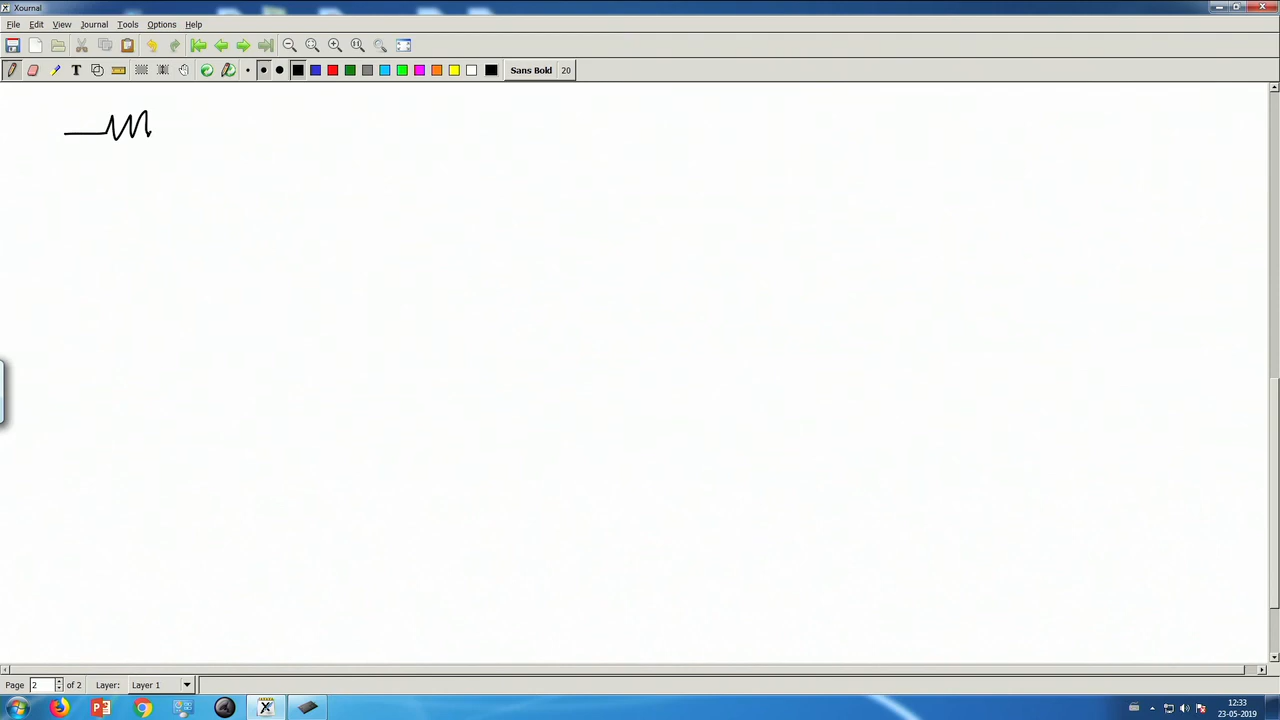 Xournal
File Edit View Journal Tools Options Help
Sans Bold 20
Page 2 of 2 Layer: Layer 1
12:33
23-05-2019